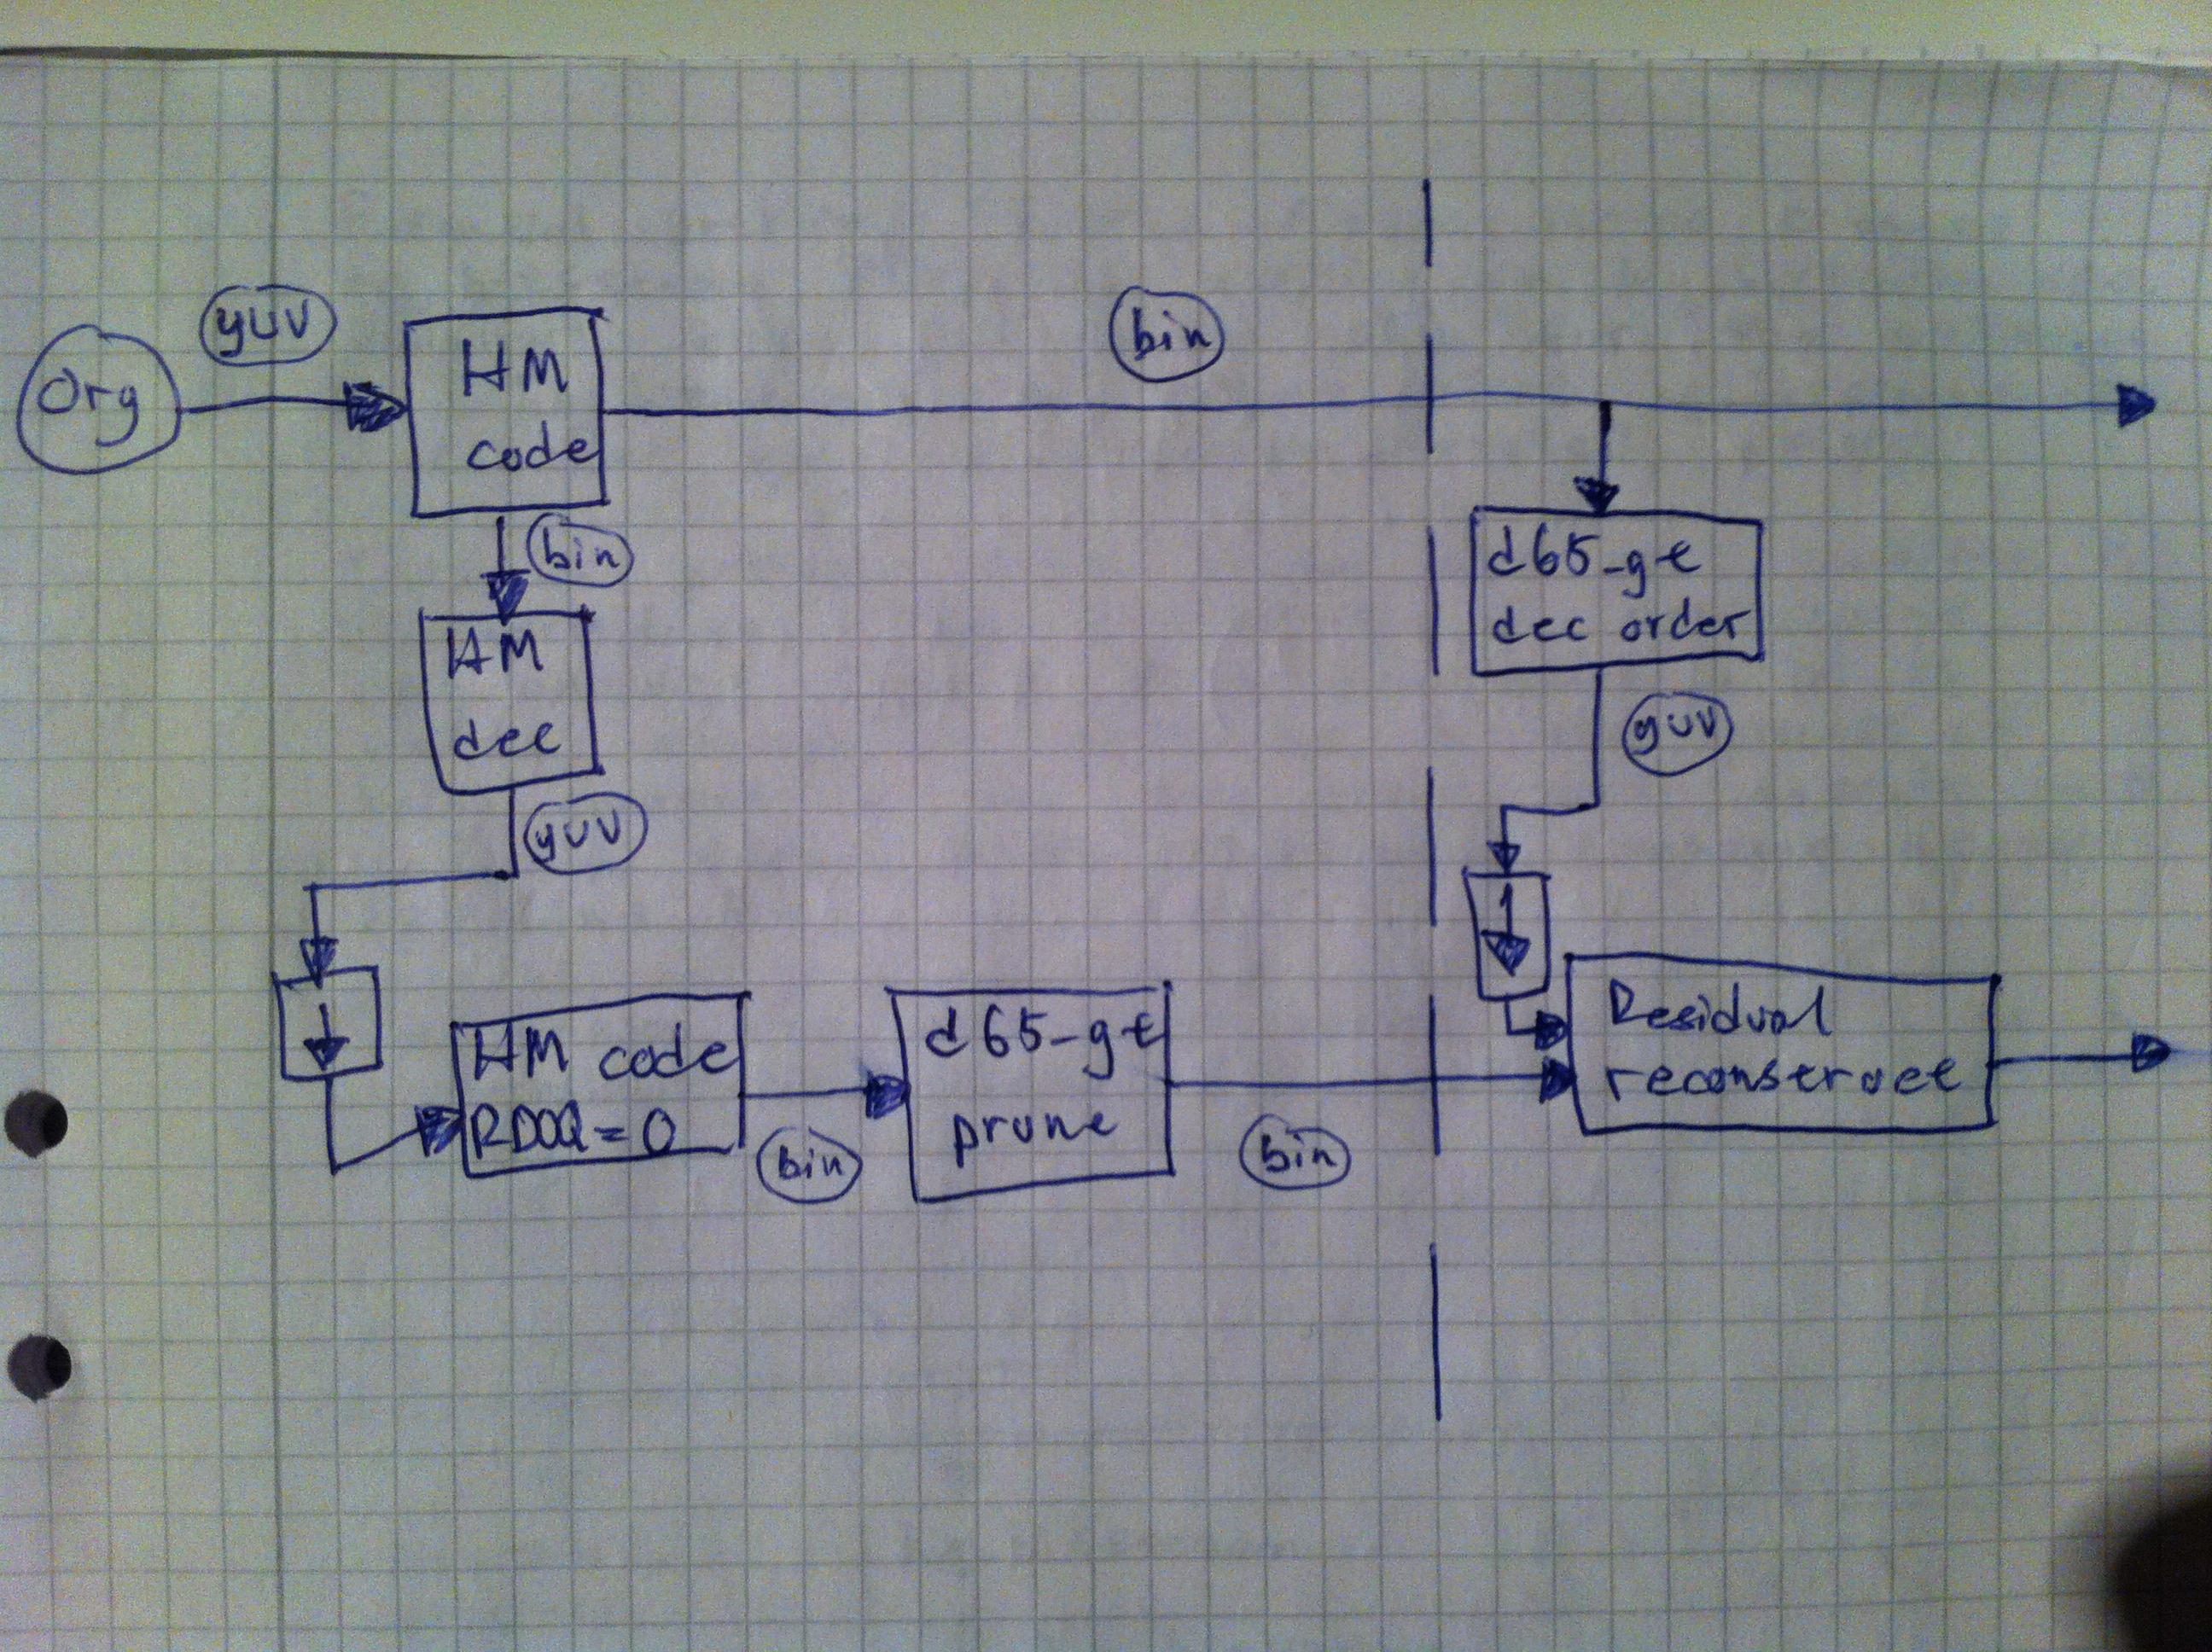 yuv
bin
Org
HM
code
bin
d65-gt
dec order
HM
dec
yuv
yuv
HM code
RDOQ=0
d65-gt
prune
Residual
reconstruct
bin
bin